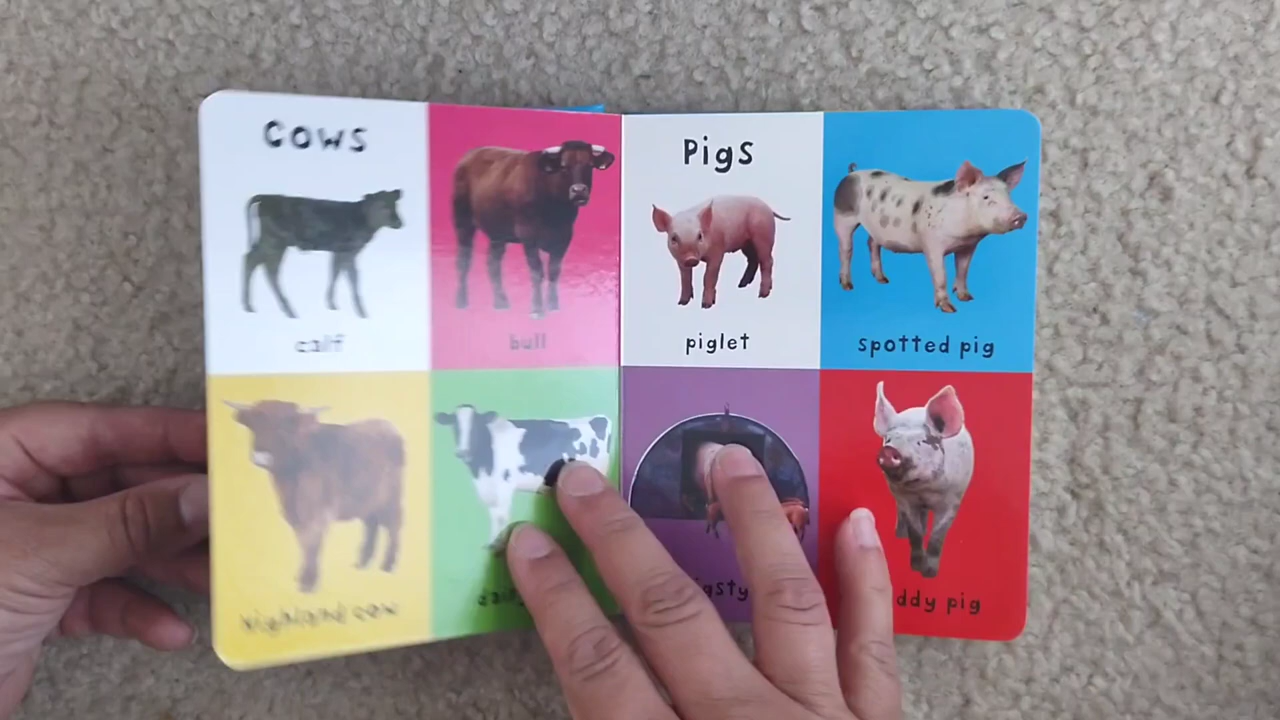 COWS
calf
bull
highland cow
Pigs
piglet
spotted pig